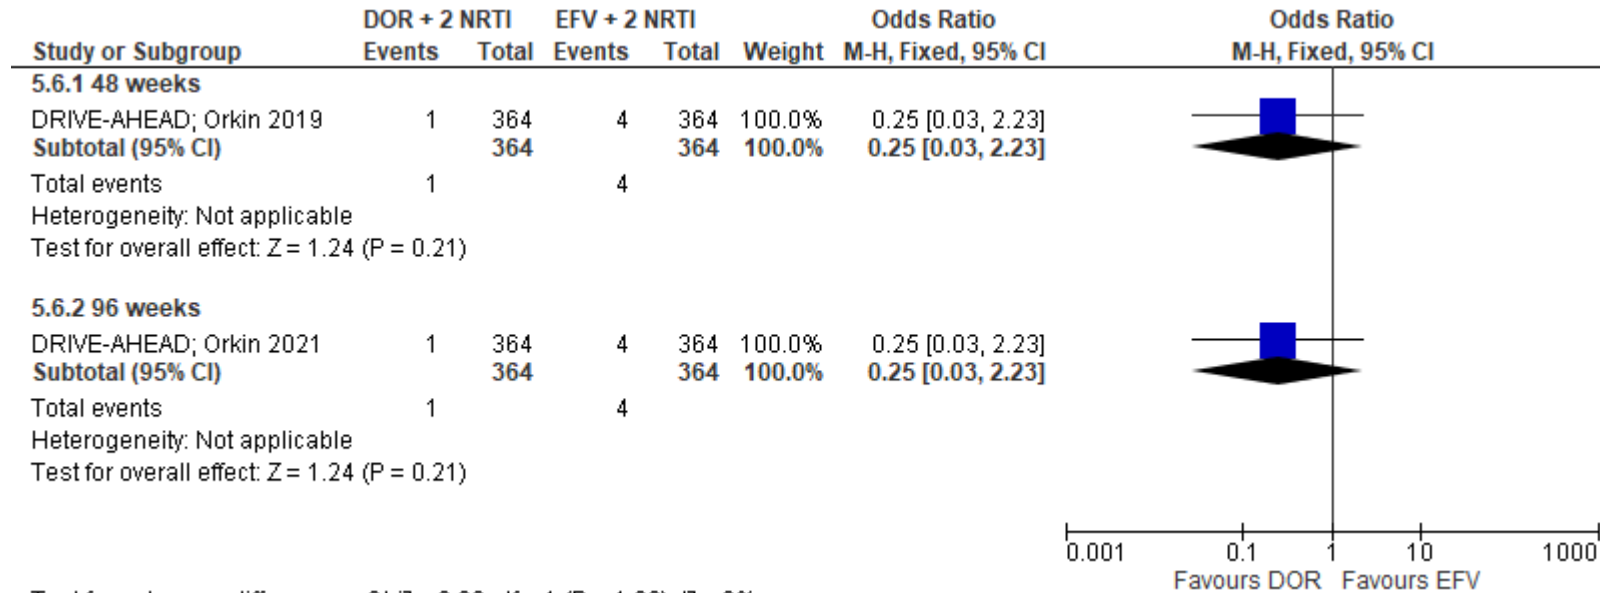 DOR + 2 NRTI EFV + 2 NRTI Odds Ratio Odds Ratio
Study or Subgroup Events Total Events Total Weight M-H, Fixed, 95% CI M-H, Fixed, 95% CI
5.6.1 48 weeks
DRIVE-AHEAD; Orkin 2019 1 364 4 364 100.0% 0.25 [0.03, 2.23]
Subtotal (95% CI) 364 364 100.0% 0.25 [0.03, 2.23]
Total events 1 4
Heterogeneity: Not applicable
Test for overall effect: Z = 1.24 (P = 0.21)
5.6.2 96 weeks
DRIVE-AHEAD; Orkin 2021 1 364 4 364 100.0% 0.25 [0.03, 2.23]
Subtotal (95% CI) 364 364 100.0% 0.25 [0.03, 2.23]
Total events 1 4
Heterogeneity: Not applicable
Test for overall effect: Z = 1.24 (P = 0.21)
0.001 0.1 1 10 1000
Favours DOR Favours EFV